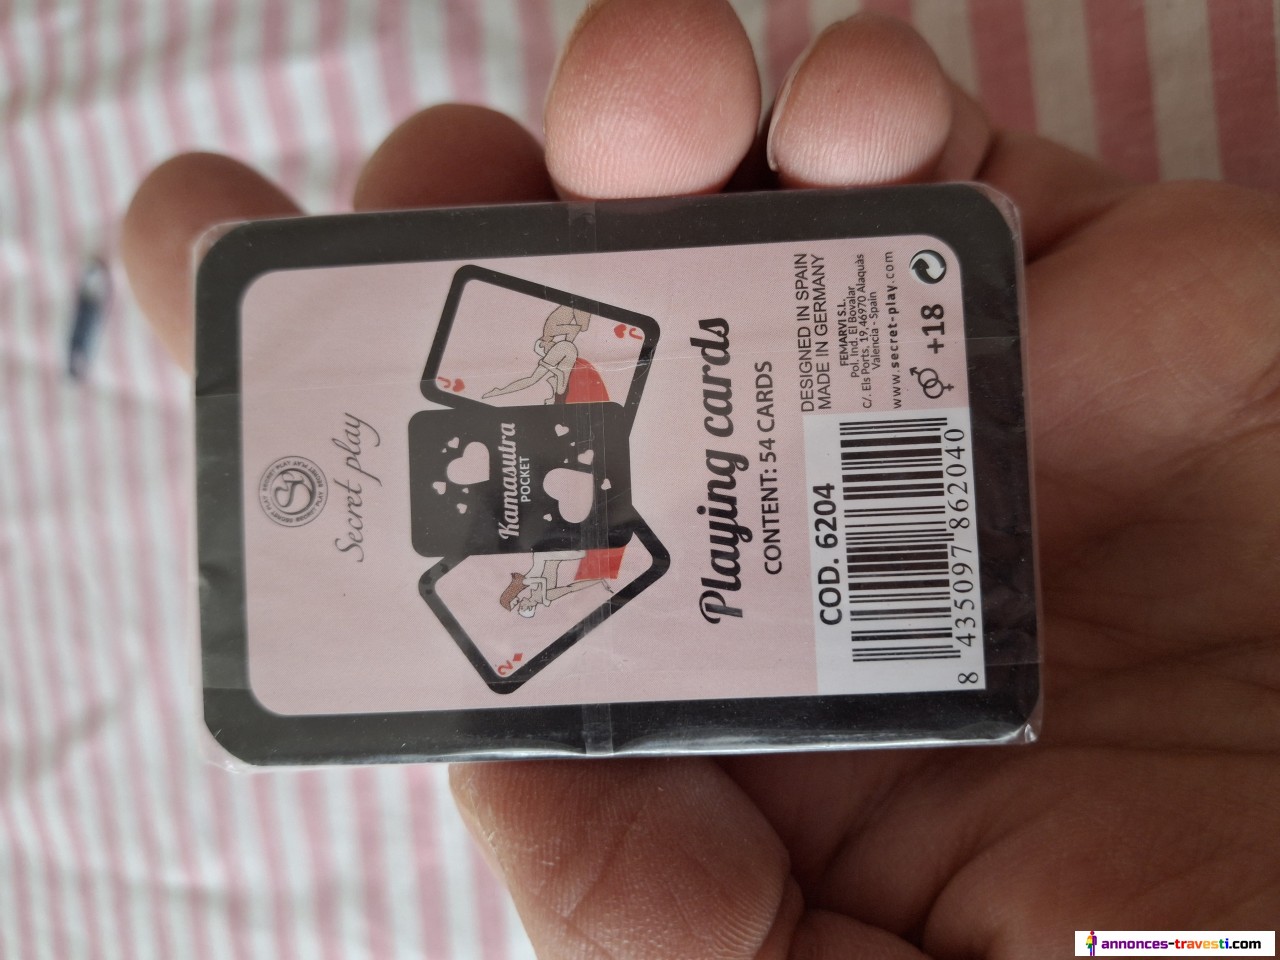 Secret play
J
J
Kamasutra
POCKET
2
Playing cards
CONTENT: 54 CARDS
COD. 6204
8 435097 862040
DESIGNED IN SPAIN
MADE IN GERMANY
FEMARVI S.L.
Pol. Ind. El Bovalar
C/. Els Ports, 19, 46970 Alaquàs
Valencia - Spain
www.secret-play.com
+18
annonces-travesti.com